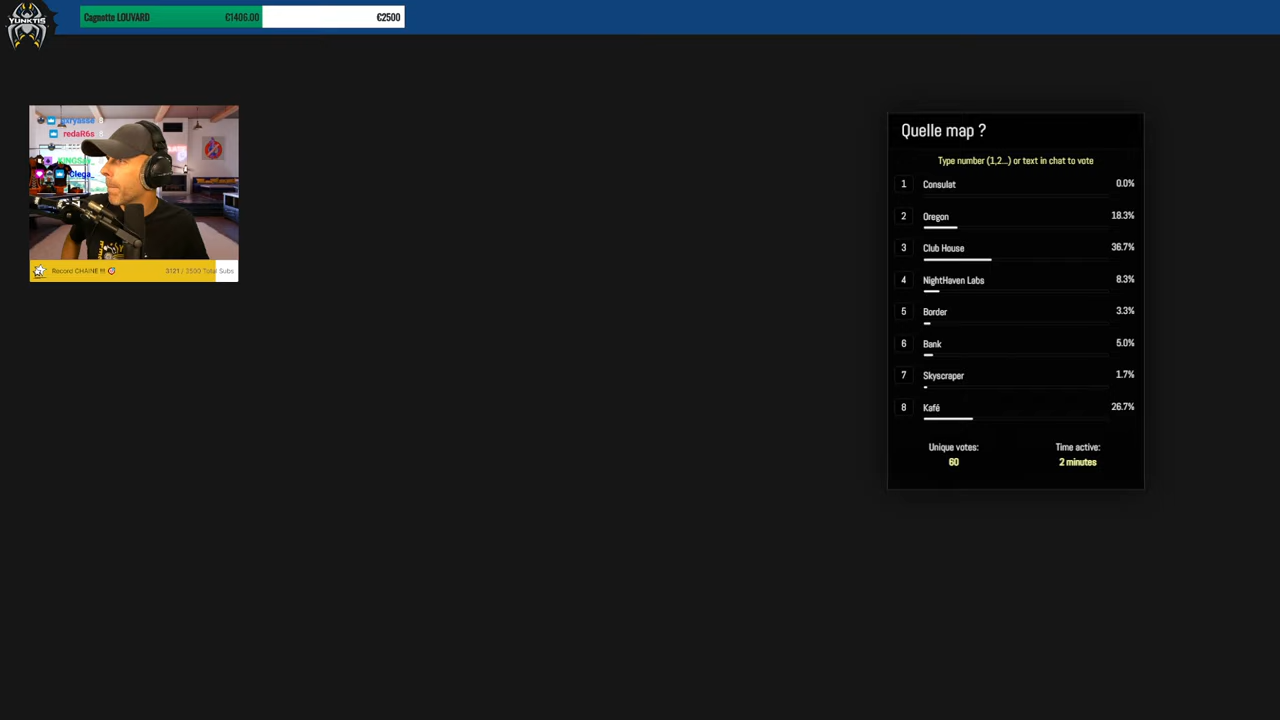 YUNKTIS
Cagnotte LOUVARD €1406.00 €2500
redaR6s 8
Clega_
Record CHAINE !!! 3121 / 3500 Total Subs
Quelle map ?
Type number (1,2...) or text in chat to vote
1 Consulat 0.0%
2 Oregon 18.3%
3 Club House 36.7%
4 NightHaven Labs 8.3%
5 Border 3.3%
6 Bank 5.0%
7 Skyscraper 1.7%
8 Kafé 26.7%
Unique votes: Time active:
60 2 minutes